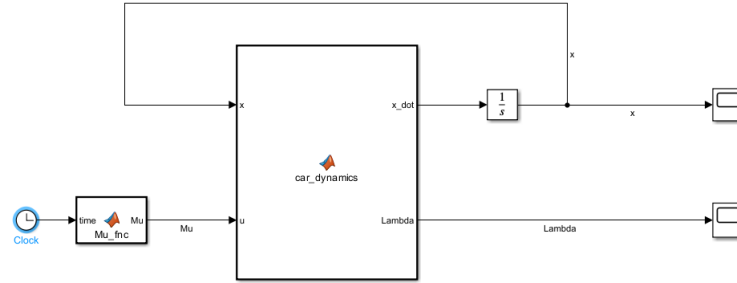 x
x
x_dot
1
s
x
car_dynamics
Clock
time
Mu
Mu_fnc
Mu
u
Lambda
Lambda